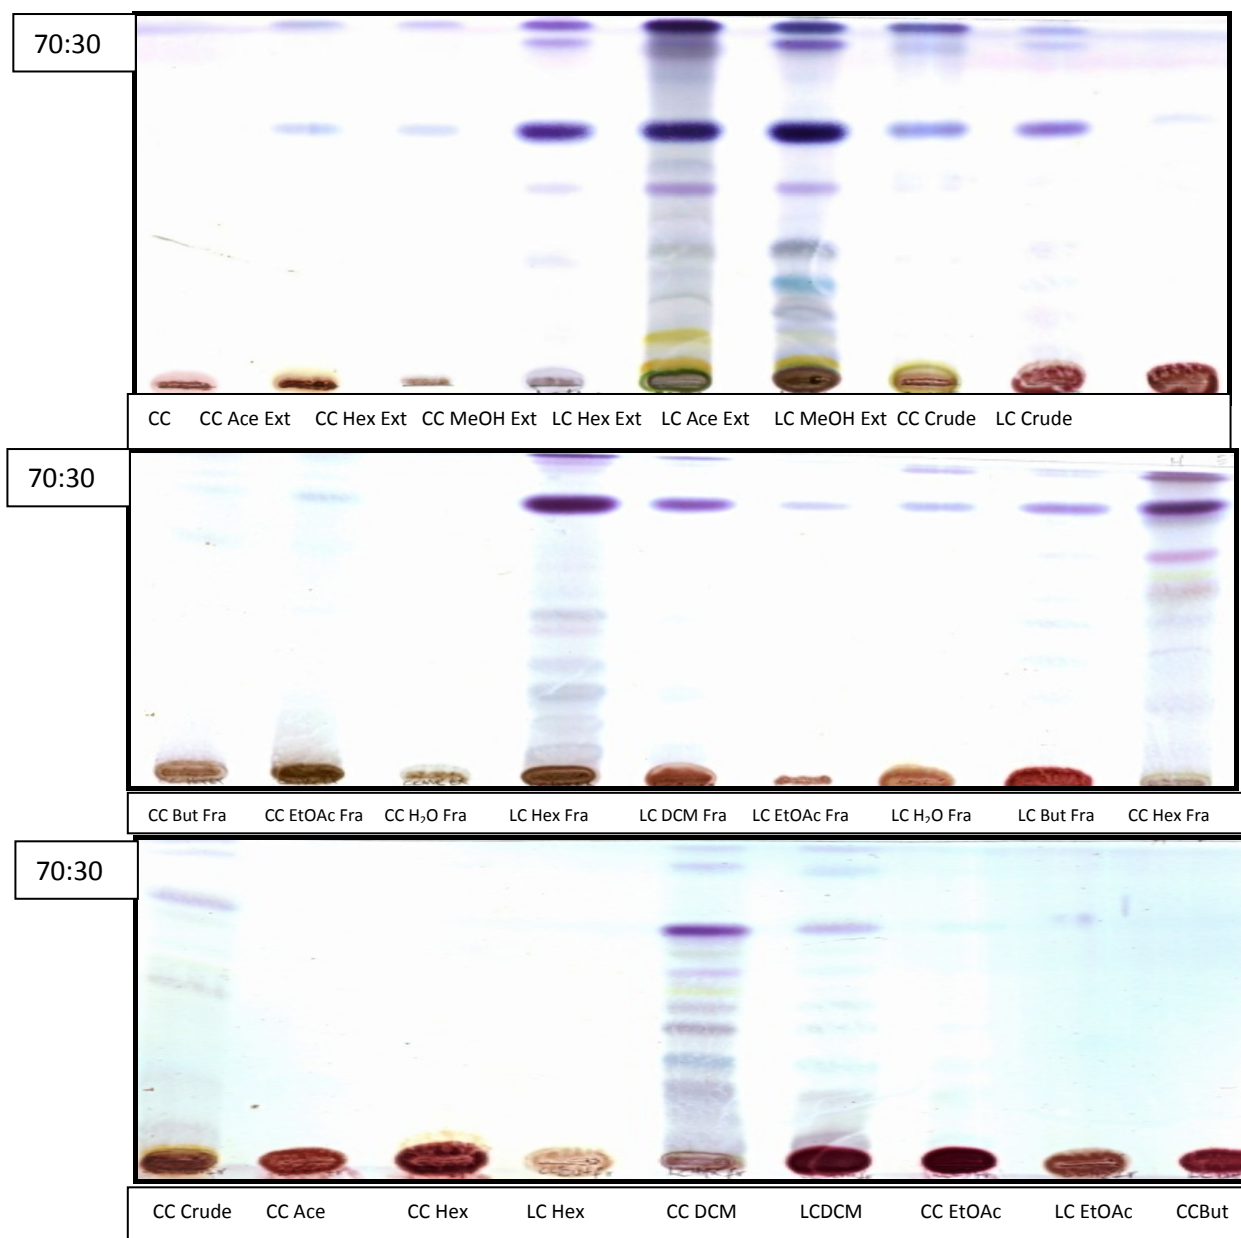 70:30
CC CC Ace Ext CC Hex Ext CC MeOH Ext LC Hex Ext LC Ace Ext LC MeOH Ext CC Crude LC Crude
70:30
CC But Fra CC EtOAc Fra CC H₂O Fra LC Hex Fra LC DCM Fra LC EtOAc Fra LC H₂O Fra LC But Fra CC Hex Fra
70:30
CC Crude CC Ace CC Hex LC Hex CC DCM LCDCM CC EtOAc LC EtOAc CCBut